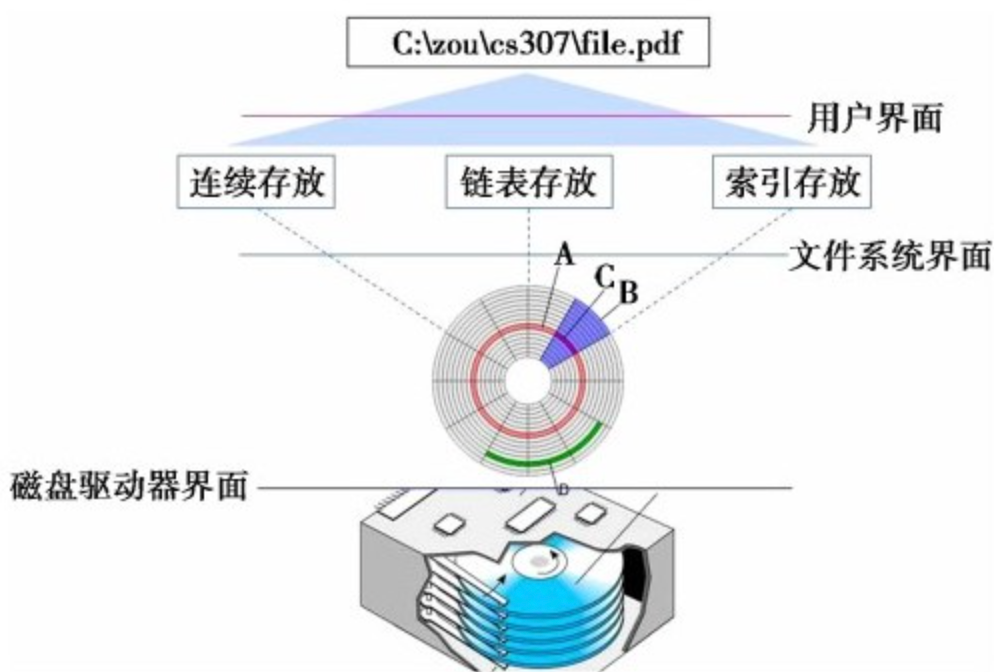 C:\zou\cs307\file.pdf
用户界面
连续存放
链表存放
索引存放
文件系统界面
A
C
B
D
磁盘驱动器界面